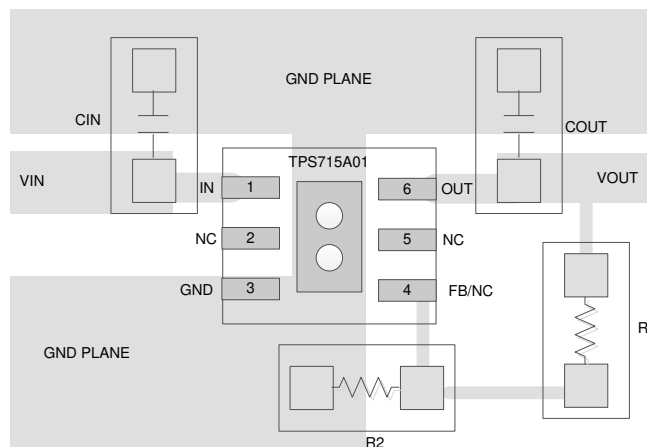 GND PLANE
CIN
COUT
TPS715A01
VIN
IN
1
6
OUT
VOUT
NC
2
5
NC
GND
3
4
FB/NC
R
GND PLANE
R2